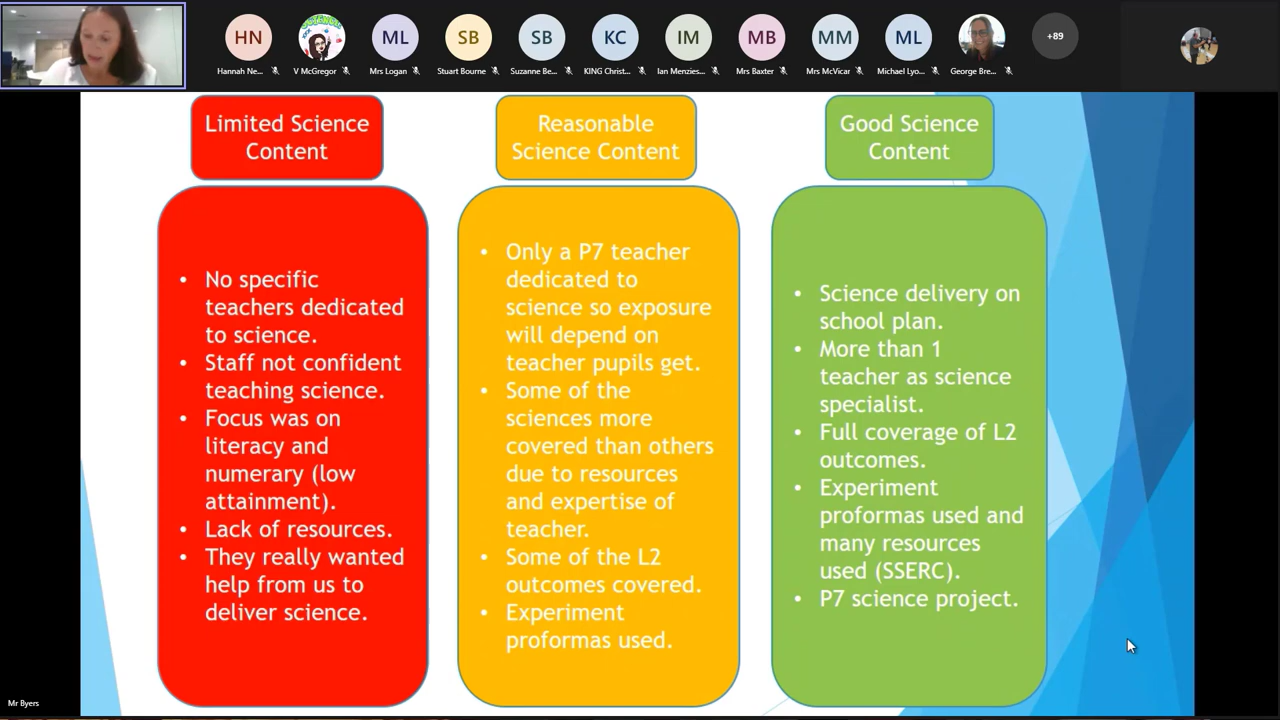 HN
ML
SB
SB
KC
IM
MB
MM
ML
+89
Hannah Ne...
V McGregor
Mrs Logan
Stuart Bourne
Suzanne Be...
KING Christ...
Ian Menzies...
Mrs Baxter
Mrs McVicar
Michael Lyo...
George Bre...
Limited Science
Content
• No specific
teachers dedicated
to science.
• Staff not confident
teaching science.
• Focus was on
literacy and
numerary (low
attainment).
• Lack of resources.
• They really wanted
help from us to
deliver science.
Reasonable
Science Content
• Only a P7 teacher
dedicated to
science so exposure
will depend on
teacher pupils get.
• Some of the
sciences more
covered than others
due to resources
and expertise of
teacher.
• Some of the L2
outcomes covered.
• Experiment
proformas used.
Good Science
Content
• Science delivery on
school plan.
• More than 1
teacher as science
specialist.
• Full coverage of L2
outcomes.
• Experiment
proformas used and
many resources
used (SSERC).
• P7 science project.
Mr Byers